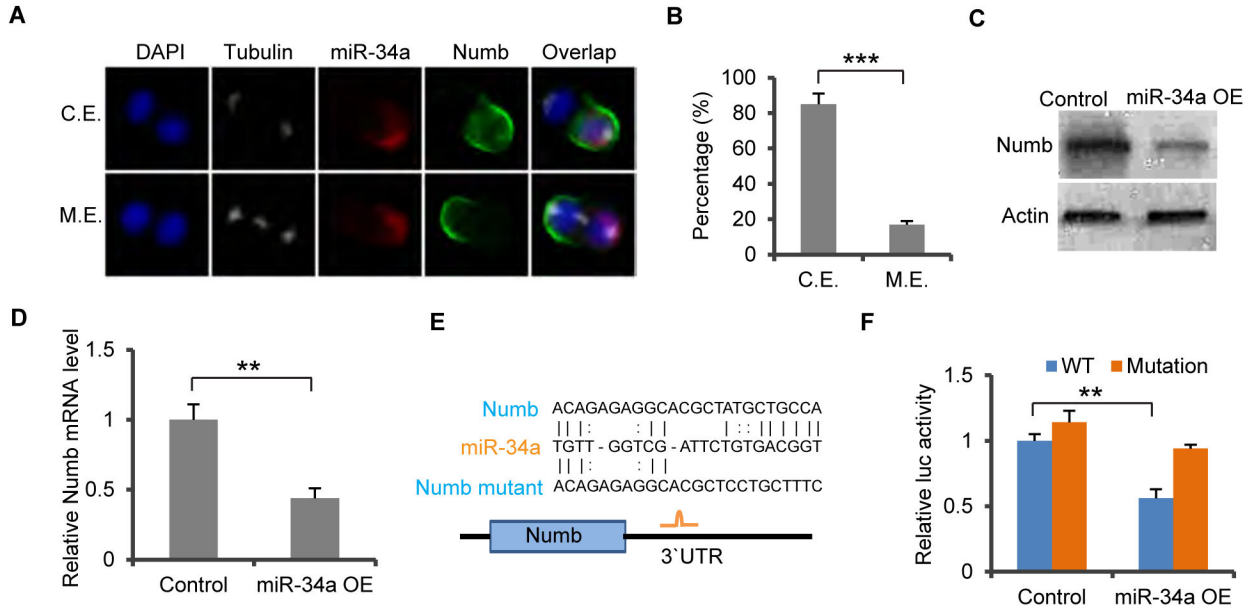 A
DAPI Tubulin miR-34a Numb Overlap
C.E.
M.E.
B
***
Percentage (%)
100
80
60
40
20
0
C.E. M.E.
C
Control miR-34a OE
Numb
Actin
D
Relative Numb mRNA level
1.5
1
0.5
0
**
Control miR-34a OE
E
Numb ACAGAGAGGCACGCTATGCTGCCA
miR-34a TGTT - GGTCG - ATTCTGTGACGGT
Numb mutant ACAGAGAGGCACGCTCCTGCTTTC
Numb
3`UTR
F
WT Mutation
Relative luc activity
1.5
1
0.5
0
**
Control miR-34a OE